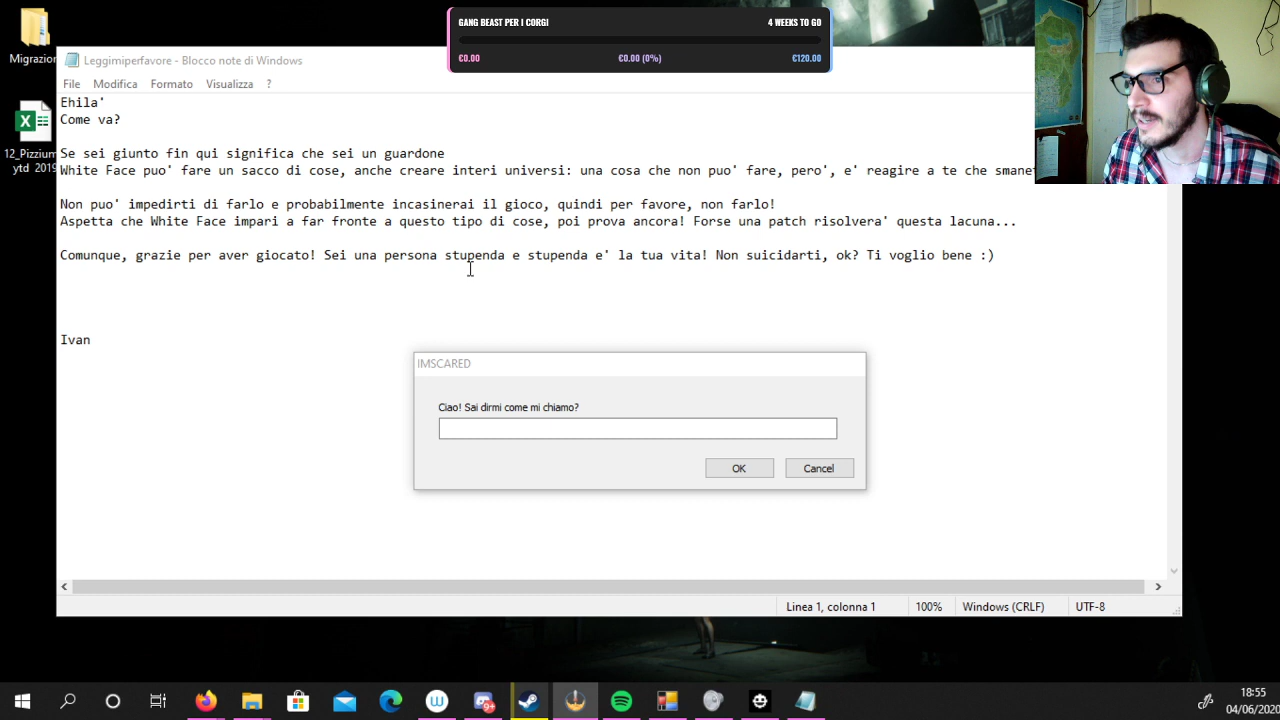 GANG BEAST PER I CORGI
4 WEEKS TO GO
€0.00
€0.00 (0%)
€120.00
Leggimiperfavore - Blocco note di Windows
File Modifica Formato Visualizza ?
Ehila'
Come va?
Se sei giunto fin qui significa che sei un guardone
White Face puo' fare un sacco di cose, anche creare interi universi: una cosa che non puo' fare, pero', e' reagire a te che smanet
Non puo' impedirti di farlo e probabilmente incasinerai il gioco, quindi per favore, non farlo!
Aspetta che White Face impari a far fronte a questo tipo di cose, poi prova ancora! Forse una patch risolvera' questa lacuna...
Comunque, grazie per aver giocato! Sei una persona stupenda e stupenda e' la tua vita! Non suicidarti, ok? Ti voglio bene :)
Ivan
Migrazion
12_Pizzium
ytd_2019
IMSCARED
Ciao! Sai dirmi come mi chiamo?
OK
Cancel
Linea 1, colonna 1
100%
Windows (CRLF)
UTF-8
18:55
04/06/2020